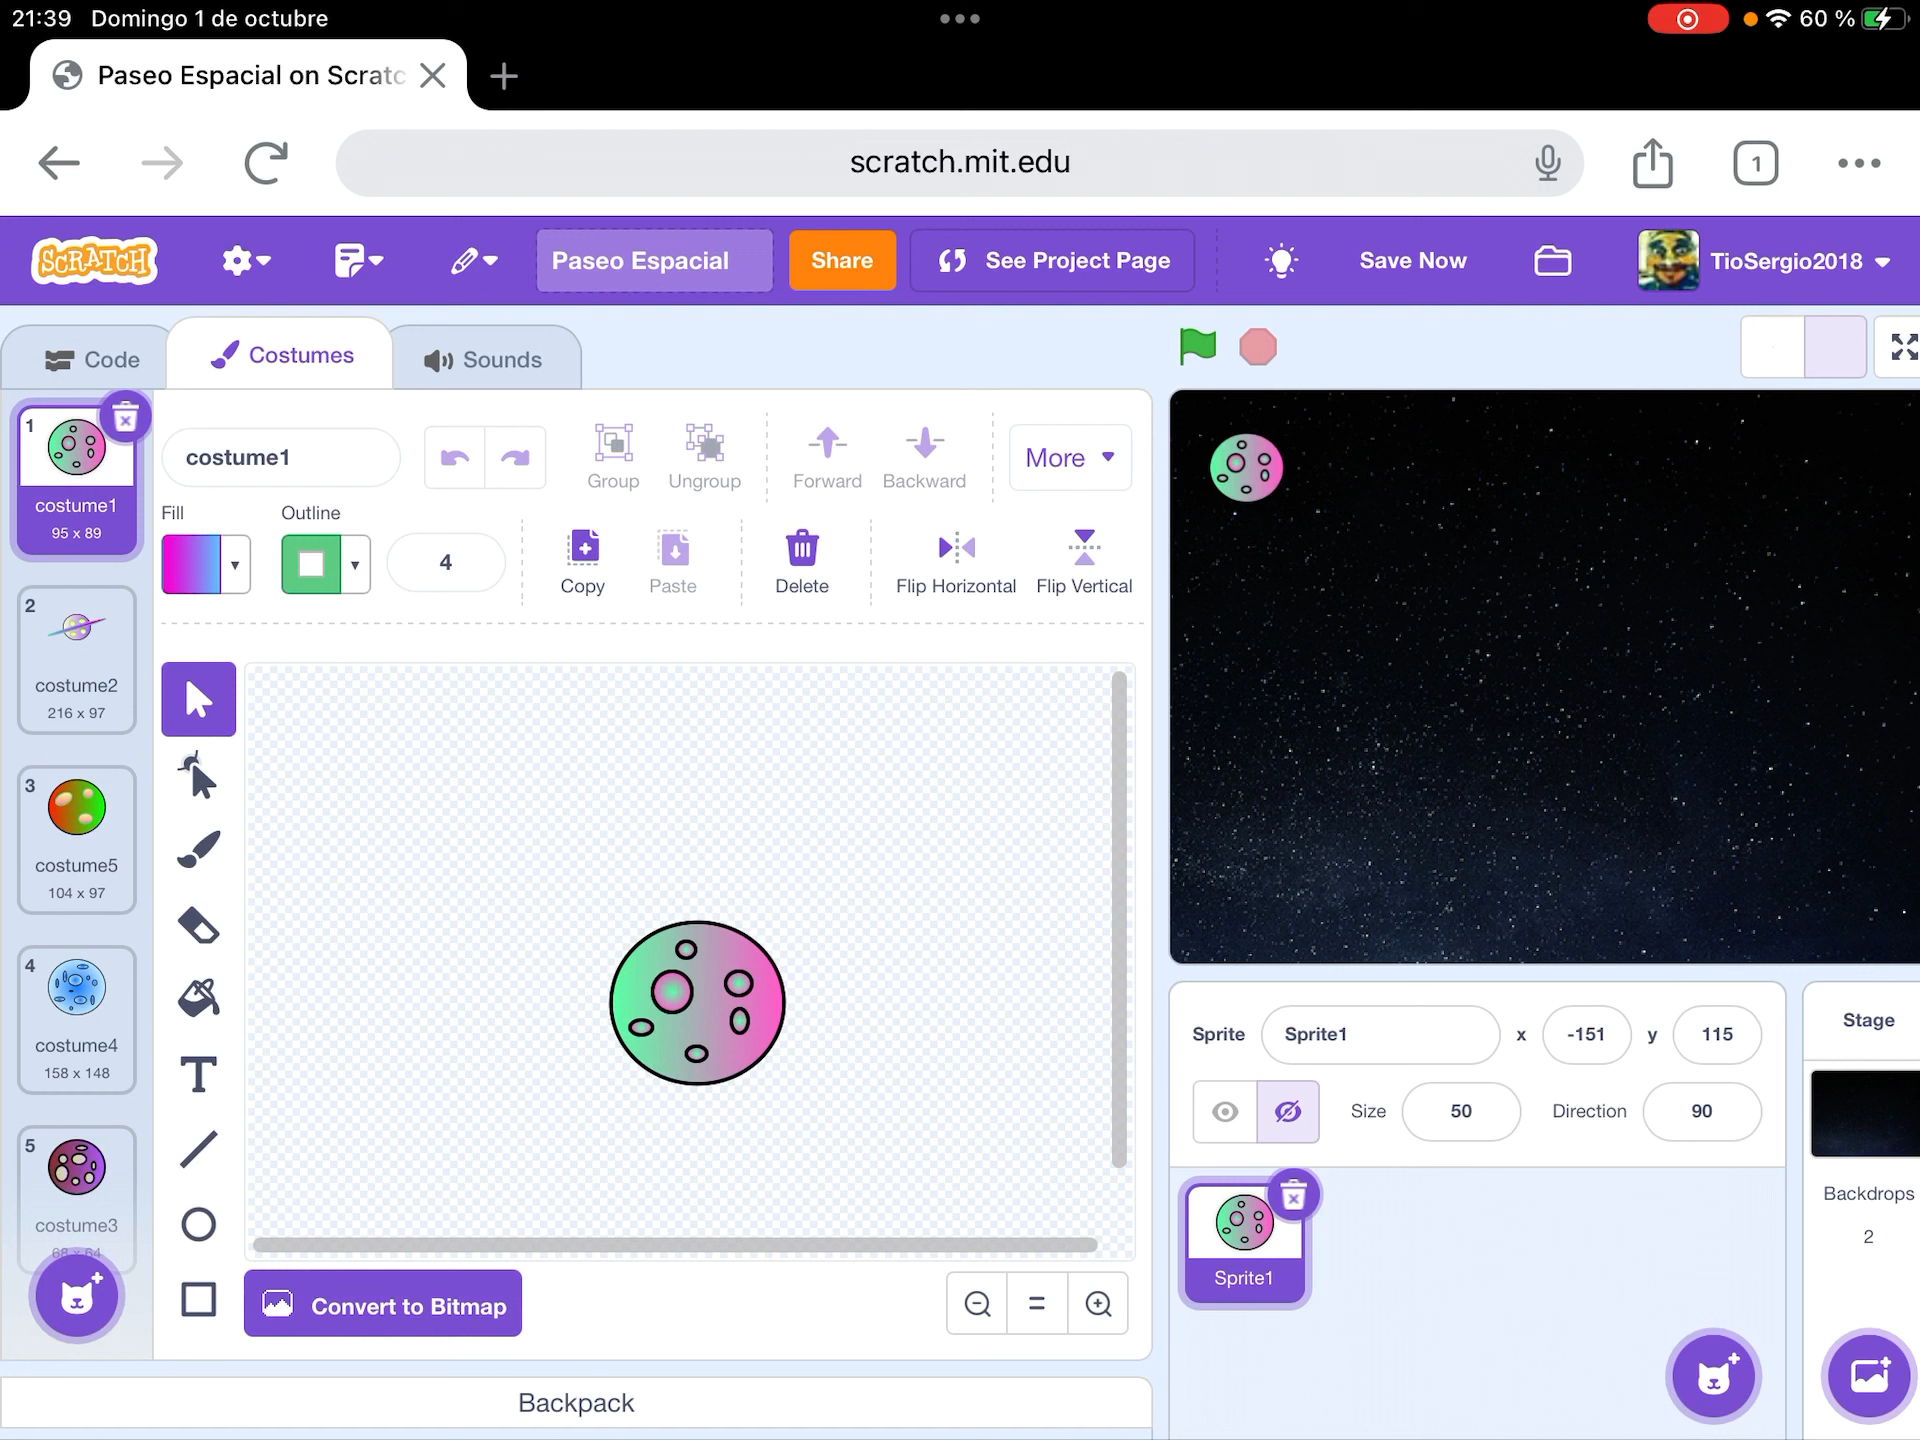 21:39 Domingo 1 de octubre
60 %
Paseo Espacial on Scratc
scratch.mit.edu
1
SCRATCH
Paseo Espacial
Share
See Project Page
Save Now
TioSergio2018
Code
Costumes
Sounds
1
costume1
95 x 89
2
costume2
216 x 97
3
costume5
104 x 97
4
costume4
158 x 148
5
costume3
68 x 64
costume1
Group
Ungroup
Forward
Backward
More
Fill
Outline
4
Copy
Paste
Delete
Flip Horizontal
Flip Vertical
T
Convert to Bitmap
=
Backpack
Sprite
Sprite1
x
-151
y
115
Size
50
Direction
90
Sprite1
Stage
Backdrops
2